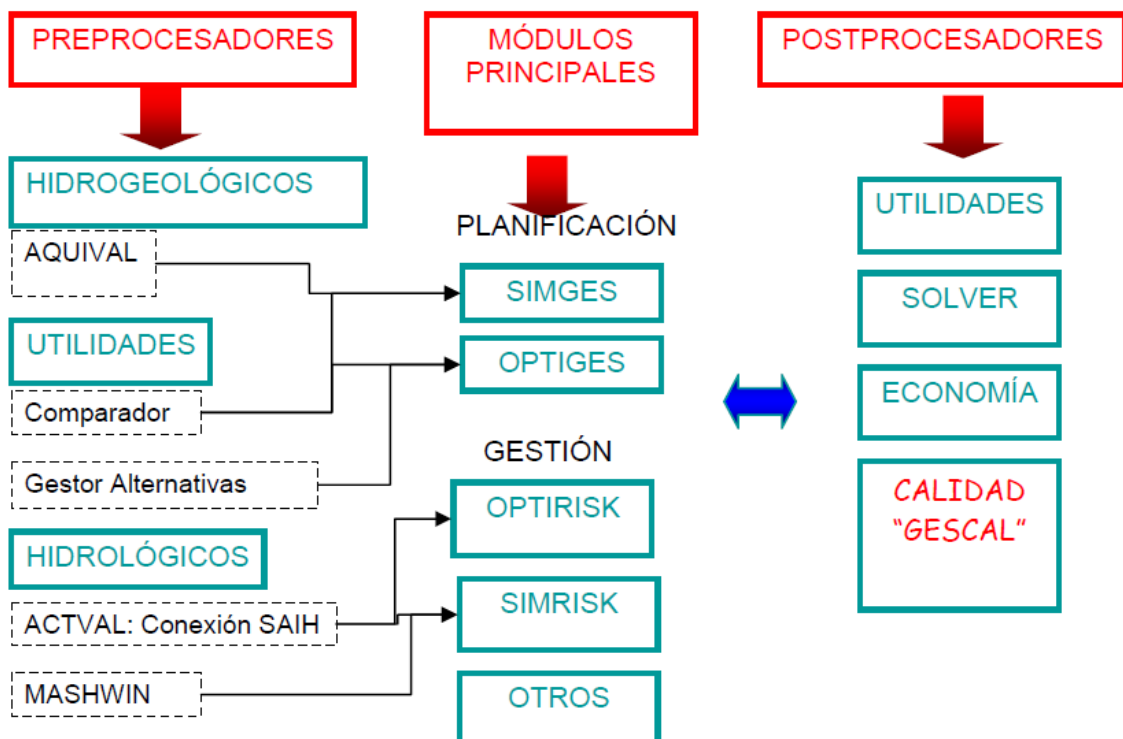 PREPROCESADORES
HIDROGEOLÓGICOS
AQUIVAL
UTILIDADES
Comparador
Gestor Alternativas
HIDROLÓGICOS
ACTVAL: Conexión SAIH
MASHWIN
MÓDULOS
PRINCIPALES
PLANIFICACIÓN
SIMGES
OPTIGES
GESTIÓN
OPTIRISK
SIMRISK
OTROS
POSTPROCESADORES
UTILIDADES
SOLVER
ECONOMÍA
CALIDAD
“GESCAL”